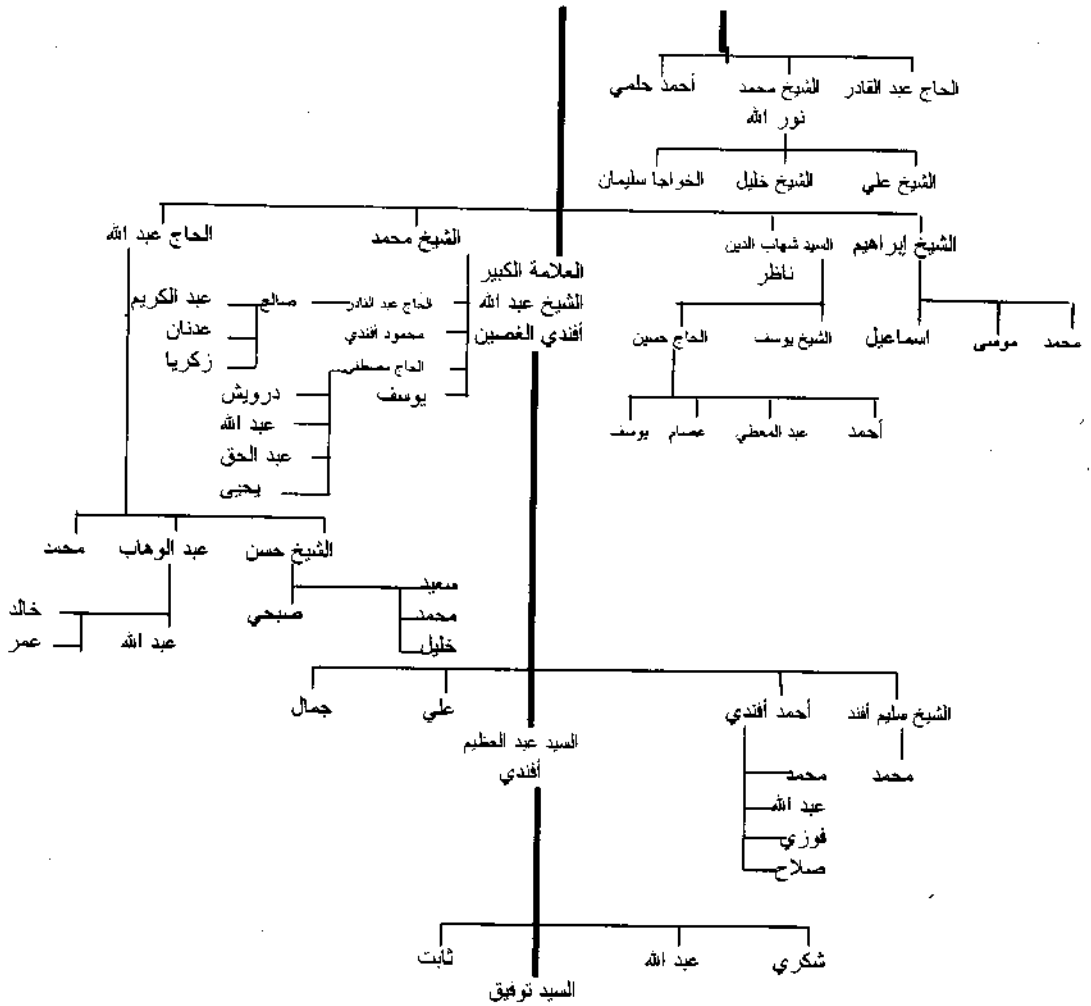 الحاج عبد القادر الشيخ محمد أحمد حلمي
نور الله
الشيخ علي الشيخ خليل الخواجا سليمان
الشيخ إبراهيم السيد شهاب الدين الشيخ محمد الحاج عبد الله
ناظر
العلامة الكبير
الشيخ عبد الله
أفندي الغصين
الحاج عبد القادر صالح عبد الكريم
محمود أفندي عدنان
زكريا
محمد موسى اسماعيل الشيخ يوسف الحاج حسين
الحاج مصطفى
يوسف درويش
عبد الله
عبد الحق
يحيى
أحمد عبد المعطي عصام يوسف
الشيخ حسن عبد الوهاب محمد
سعيد صبحي عبد الله خالد
محمد عمر
خليل
الشيخ سليم أفند أحمد أفندي علي جمال
السيد عبد العظيم
أفندي
محمد محمد
عبد الله
فوزي
صلاح
شكري عبد الله ثابت
السيد توفيق